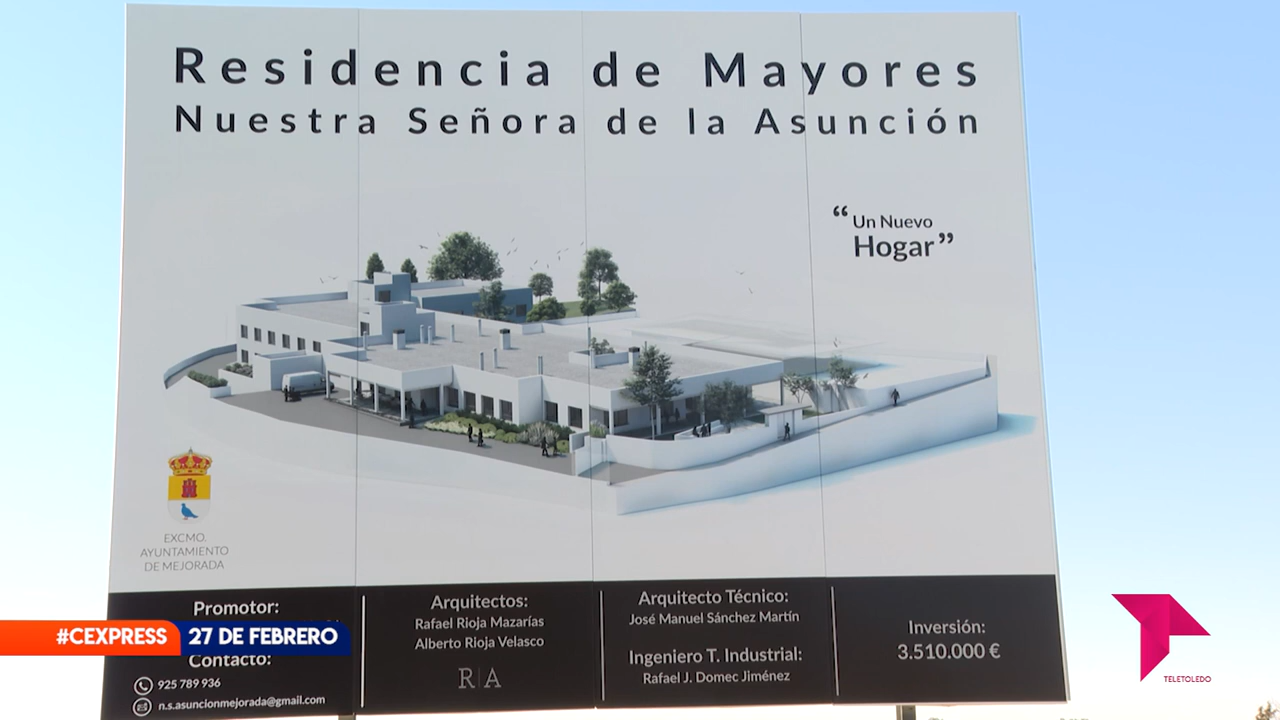 Residencia de Mayores
Nuestra Señora de la Asunción
“Un Nuevo
Hogar”
EXCMO.
AYUNTAMIENTO
DE MEJORADA
Promotor:
Contacto:
925 789 936
n.s.asuncionmejorada@gmail.com
Arquitectos:
Rafael Rioja Mazarías
Alberto Rioja Velasco
R|A
Arquitecto Técnico:
José Manuel Sánchez Martín
Ingeniero T. Industrial:
Rafael J. Domec Jiménez
Inversión:
3.510.000 €
#CEXPRESS 27 DE FEBRERO
TELETOLEDO